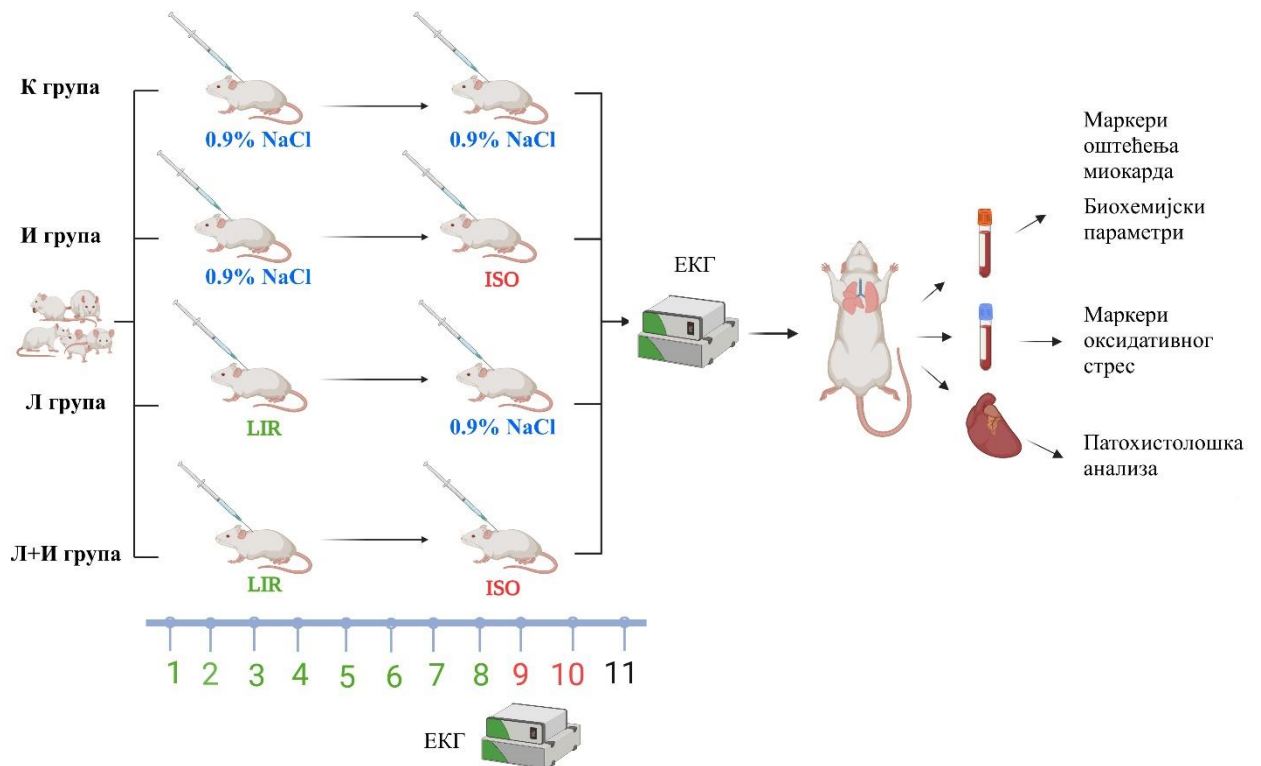 К група
0.9% NaCl
0.9% NaCl
И група
0.9% NaCl
ISO
Л група
LIR
0.9% NaCl
Л+И група
LIR
ISO
ЕКГ
Маркери
оштећења
миокарда
Биохемијски
параметри
Маркери
оксидативног
стрес
Патохистолошка
анализа
1 2 3 4 5 6 7 8 9 10 11
ЕКГ